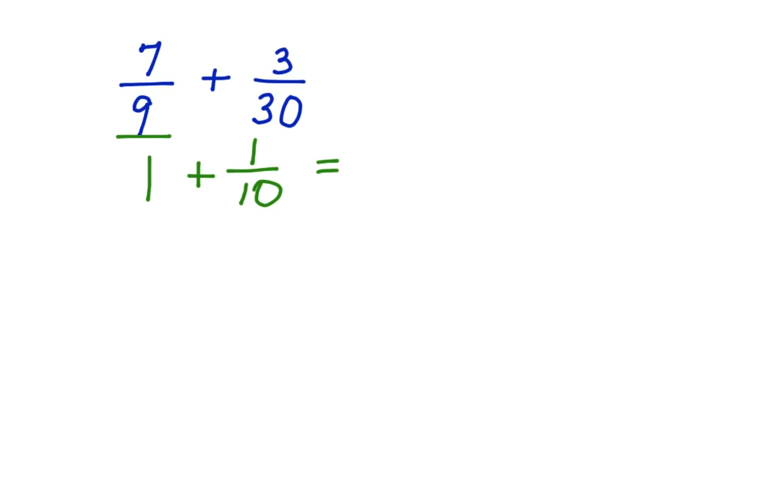 7/9 + 3/30
1 + 1/10 =